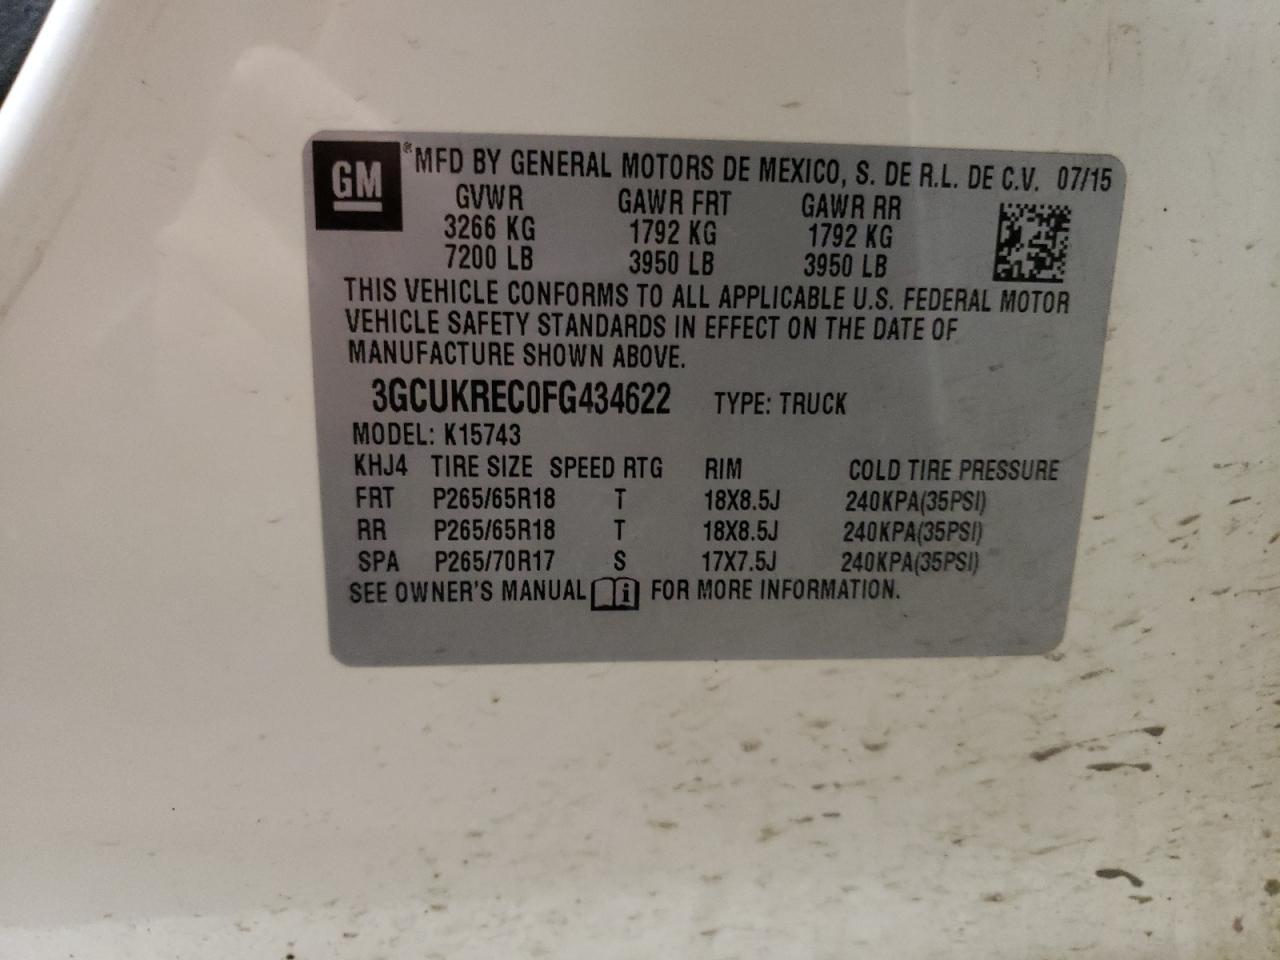 GM ® MFD BY GENERAL MOTORS DE MEXICO, S. DE R.L. DE C.V. 07/15
GVWR GAWR FRT GAWR RR
3266 KG 1792 KG 1792 KG
7200 LB 3950 LB 3950 LB
THIS VEHICLE CONFORMS TO ALL APPLICABLE U.S. FEDERAL MOTOR
VEHICLE SAFETY STANDARDS IN EFFECT ON THE DATE OF
MANUFACTURE SHOWN ABOVE.
3GCUKREC0FG434622 TYPE: TRUCK
MODEL: K15743
KHJ4 TIRE SIZE SPEED RTG RIM COLD TIRE PRESSURE
FRT P265/65R18 T 18X8.5J 240KPA(35PSI)
RR P265/65R18 T 18X8.5J 240KPA(35PSI)
SPA P265/70R17 S 17X7.5J 240KPA(35PSI)
SEE OWNER'S MANUAL i FOR MORE INFORMATION.